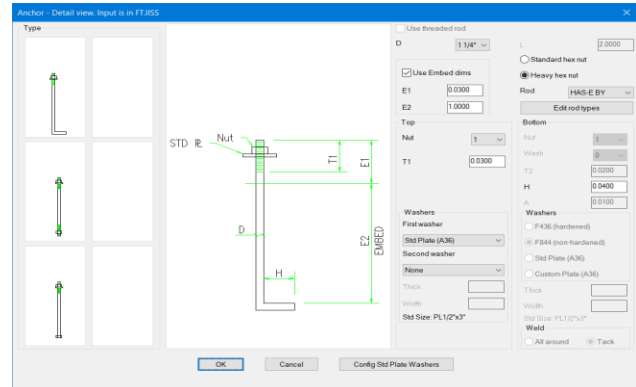 Anchor - Detail view. Input is in FT.IISS
Type
STD PL
Nut
T1
E1
D
H
E2
EMBED
Use threaded rod
D
1 1/4"
L
2.0000
Standard hex nut
Heavy hex nut
Use Embed dims
E1
0.0300
E2
1.0000
Rod
HAS-E BY
Edit rod types
Top
Nut
1
T1
0.0300
Washers
First washer
Std Plate (A36)
Second washer
None
Thick
Width
Std Size: PL1/2"x3"
Bottom
Nut
1
Wash
0
T2
0.0200
H
0.0400
A
0.0100
Washers
F436 (hardened)
F844 (non-hardened)
Std Plate (A36)
Custom Plate (A36)
Thick
Width
Std Size: PL1/2"x3"
Weld
All around
Tack
OK
Cancel
Config Std Plate Washers